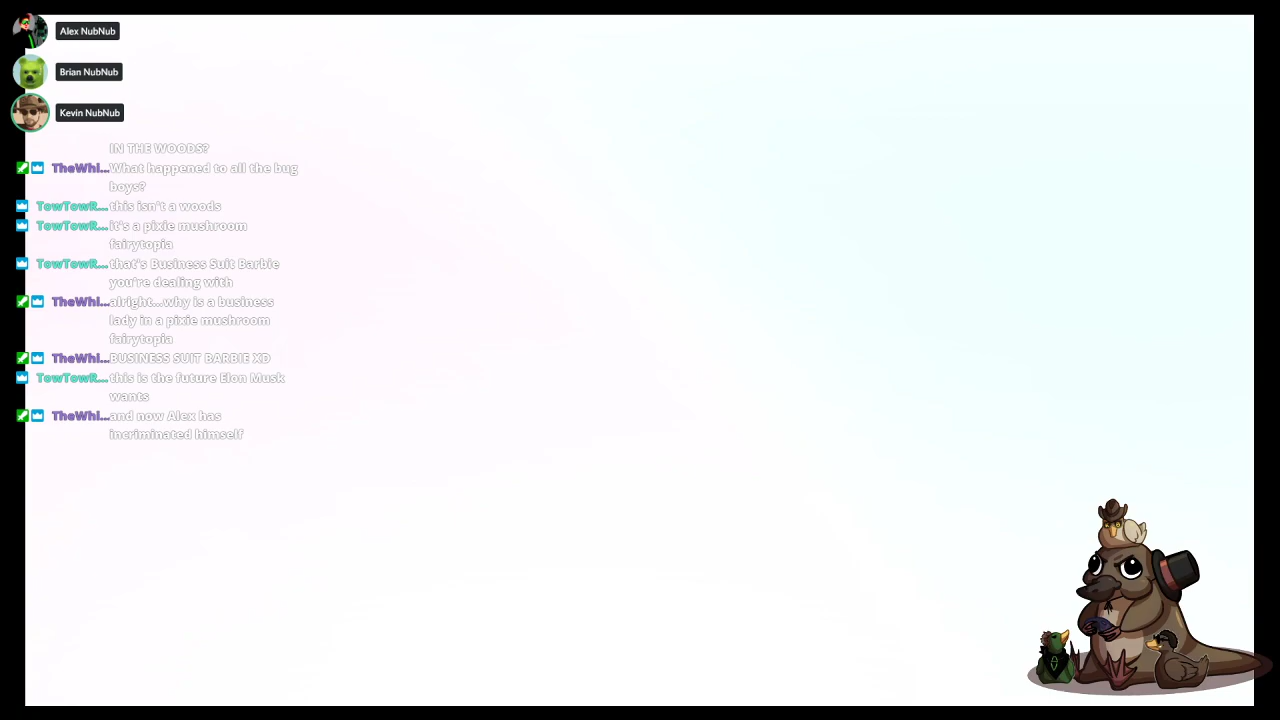 Alex NubNub
Brian NubNub
Kevin NubNub
IN THE WOODS?
TheWhi...What happened to all the bug
boys?
TowTowR...this isn't a woods
TowTowR...it's a pixie mushroom
fairytopia
TowTowR...that's Business Suit Barbie
you're dealing with
TheWhi...alright...why is a business
lady in a pixie mushroom
fairytopia
TheWhi...BUSINESS SUIT BARBIE XD
TowTowR...this is the future Elon Musk
wants
TheWhi...and now Alex has
incriminated himself